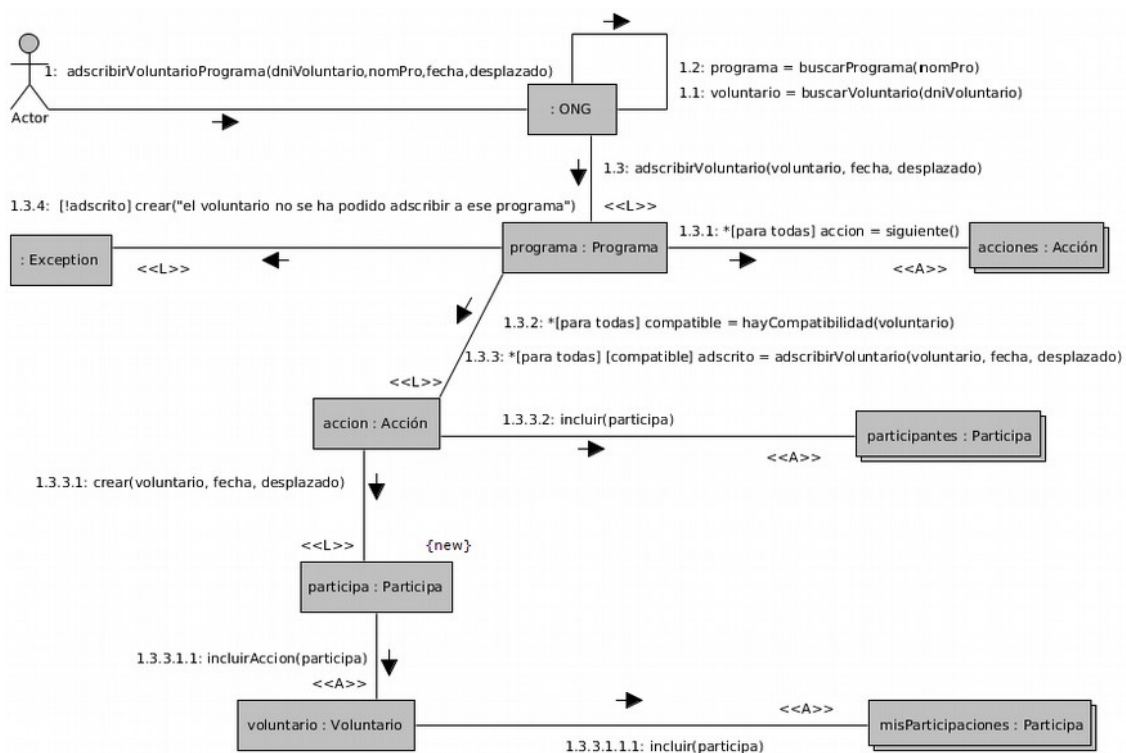 1.2: programa = buscarPrograma(nomPro)
1: adscribirVoluntarioPrograma(dniVoluntario,nomPro,fecha,desplazado)
1.1: voluntario = buscarVoluntario(dniVoluntario)
: ONG
Actor
1.3: adscribirVoluntario(voluntario, fecha, desplazado)
1.3.4: [!adscrito] crear("el voluntario no se ha podido adscribir a ese programa")
<<L>>
1.3.1: *[para todas] accion = siguiente()
: Exception
programa : Programa
acciones : Acción
<<L>>
<<A>>
1.3.2: *[para todas] compatible = hayCompatibilidad(voluntario)
1.3.3: *[para todas] [compatible] adscrito = adscribirVoluntario(voluntario, fecha, desplazado)
<<L>>
accion : Acción
1.3.3.2: incluir(participa)
participantes : Participa
<<A>>
1.3.3.1: crear(voluntario, fecha, desplazado)
<<L>>
{new}
participa : Participa
1.3.3.1.1: incluirAccion(participa)
<<A>>
voluntario : Voluntario
<<A>>
misParticipaciones : Participa
1.3.3.1.1.1: incluir(participa)